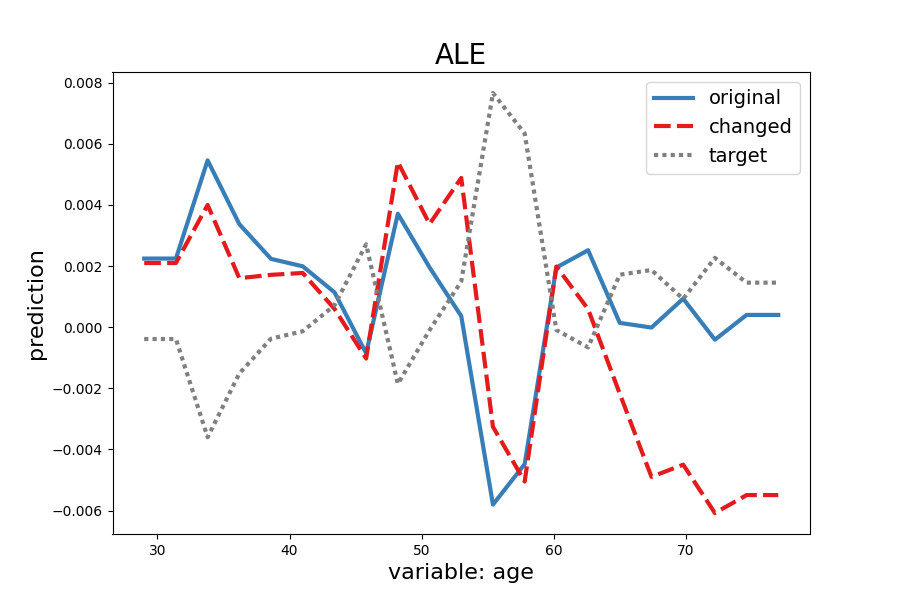 ALE
prediction
0.008
0.006
0.004
0.002
0.000
−0.002
−0.004
−0.006
original
changed
target
30 40 50 60 70
variable: age